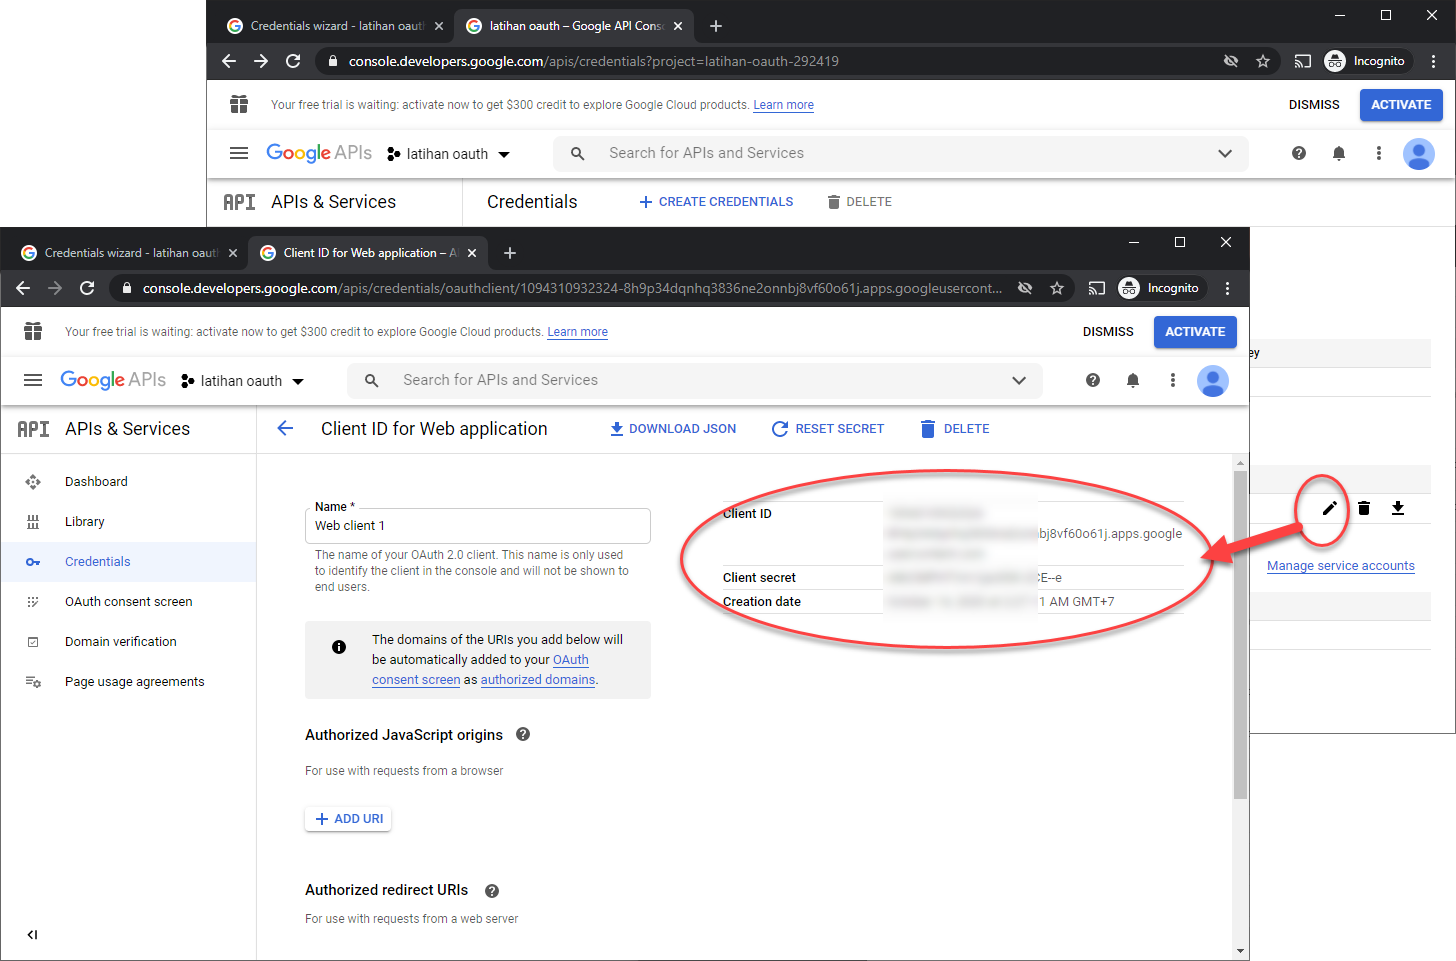 Credentials wizard - latihan oauth
latihan oauth – Google API Cons
console.developers.google.com/apis/credentials?project=latihan-oauth-292419
Incognito
Your free trial is waiting: activate now to get $300 credit to explore Google Cloud products. Learn more
DISMISS
ACTIVATE
Google APIs
latihan oauth
Search for APIs and Services
API
APIs & Services
Credentials
CREATE CREDENTIALS
DELETE
Credentials wizard - latihan oauth
Client ID for Web application – A
console.developers.google.com/apis/credentials/oauthclient/1094310932324-8h9p34dqnhq3836ne2onnbj8vf60o61j.apps.googleusercont...
Incognito
Your free trial is waiting: activate now to get $300 credit to explore Google Cloud products. Learn more
DISMISS
ACTIVATE
ey
Google APIs
latihan oauth
Search for APIs and Services
API
APIs & Services
Client ID for Web application
DOWNLOAD JSON
RESET SECRET
DELETE
Dashboard
Library
Credentials
OAuth consent screen
Domain verification
Page usage agreements
Name *
Web client 1
The name of your OAuth 2.0 client. This name is only used
to identify the client in the console and will not be shown to
end users.
The domains of the URIs you add below will
be automatically added to your OAuth
consent screen as authorized domains.
Authorized JavaScript origins
For use with requests from a browser
ADD URI
Authorized redirect URIs
For use with requests from a web server
Client ID
bj8vf60o61j.apps.google
Client secret
CE--e
Creation date
1 AM GMT+7
Manage service accounts